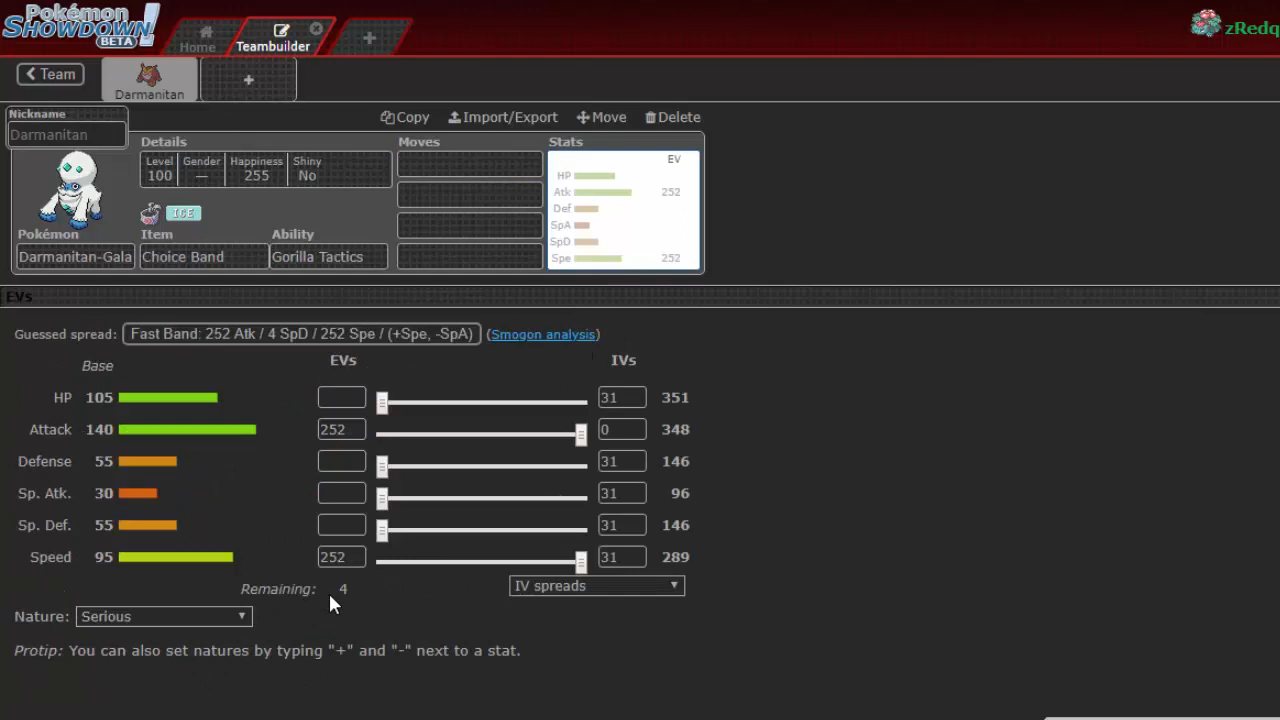 Pokémon
SHOWDOWN!
BETA
Home
Teambuilder
+
zRedq
Team
Darmanitan
+
Nickname
Darmanitan
Copy
Import/Export
Move
Delete
Details
Moves
Stats
Level Gender Happiness Shiny
100 — 255 No
EV
HP
Atk 252
Def
SpA
SpD
Spe 252
ICE
Pokémon Item Ability
Darmanitan-Gala Choice Band Gorilla Tactics
EVs
Guessed spread: Fast Band: 252 Atk / 4 SpD / 252 Spe / (+Spe, -SpA) (Smogon analysis)
Base EVs IVs
HP 105 31 351
Attack 140 252 0 348
Defense 55 31 146
Sp. Atk. 30 31 96
Sp. Def. 55 31 146
Speed 95 252 31 289
Remaining: 4 IV spreads
Nature: Serious
Protip: You can also set natures by typing "+" and "-" next to a stat.